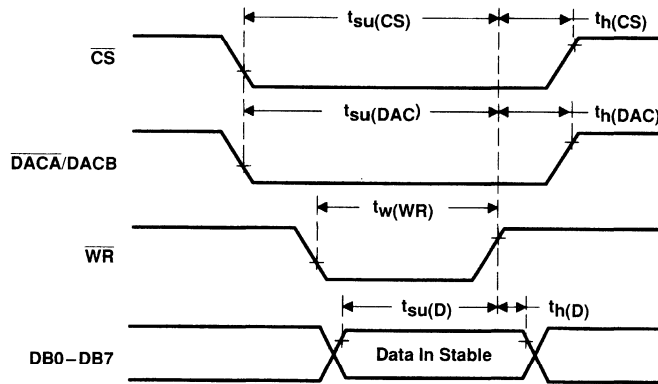 tsu(CS)
th(CS)
CS
tsu(DAC)
th(DAC)
DACA/DACB
tw(WR)
WR
tsu(D)
th(D)
DB0–DB7
Data In Stable